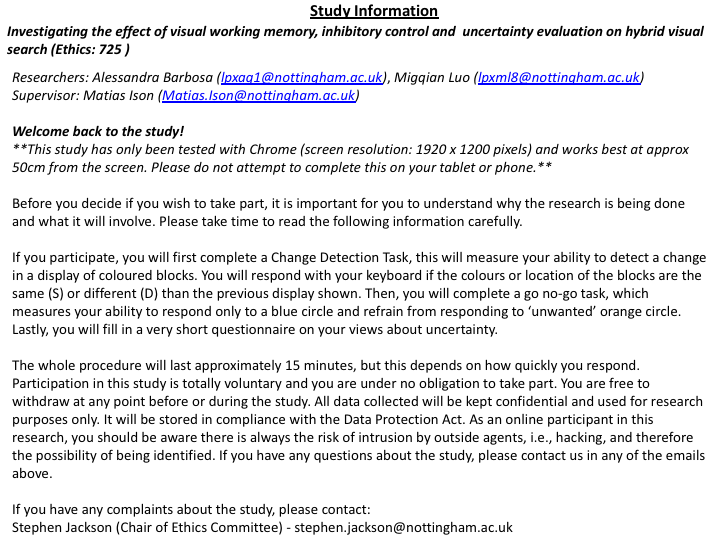 Study Information
Investigating the effect of visual working memory, inhibitory control and  uncertainty evaluation on hybrid visual
search (Ethics: 725 )
Researchers: Alessandra Barbosa (lpxag1@nottingham.ac.uk), Migqian Luo (lpxml8@nottingham.ac.uk)
Supervisor: Matias Ison (Matias.Ison@nottingham.ac.uk)
Welcome back to the study!
**This study has only been tested with Chrome (screen resolution: 1920 x 1200 pixels) and works best at approx
50cm from the screen. Please do not attempt to complete this on your tablet or phone.**
Before you decide if you wish to take part, it is important for you to understand why the research is being done
and what it will involve. Please take time to read the following information carefully.
If you participate, you will first complete a Change Detection Task, this will measure your ability to detect a change
in a display of coloured blocks. You will respond with your keyboard if the colours or location of the blocks are the
same (S) or different (D) than the previous display shown. Then, you will complete a go no-go task, which
measures your ability to respond only to a blue circle and refrain from responding to ‘unwanted’ orange circle.
Lastly, you will fill in a very short questionnaire on your views about uncertainty.
The whole procedure will last approximately 15 minutes, but this depends on how quickly you respond.
Participation in this study is totally voluntary and you are under no obligation to take part. You are free to
withdraw at any point before or during the study. All data collected will be kept confidential and used for research
purposes only. It will be stored in compliance with the Data Protection Act. As an online participant in this
research, you should be aware there is always the risk of intrusion by outside agents, i.e., hacking, and therefore
the possibility of being identified. If you have any questions about the study, please contact us in any of the emails
above.
If you have any complaints about the study, please contact:
Stephen Jackson (Chair of Ethics Committee) - stephen.jackson@nottingham.ac.uk